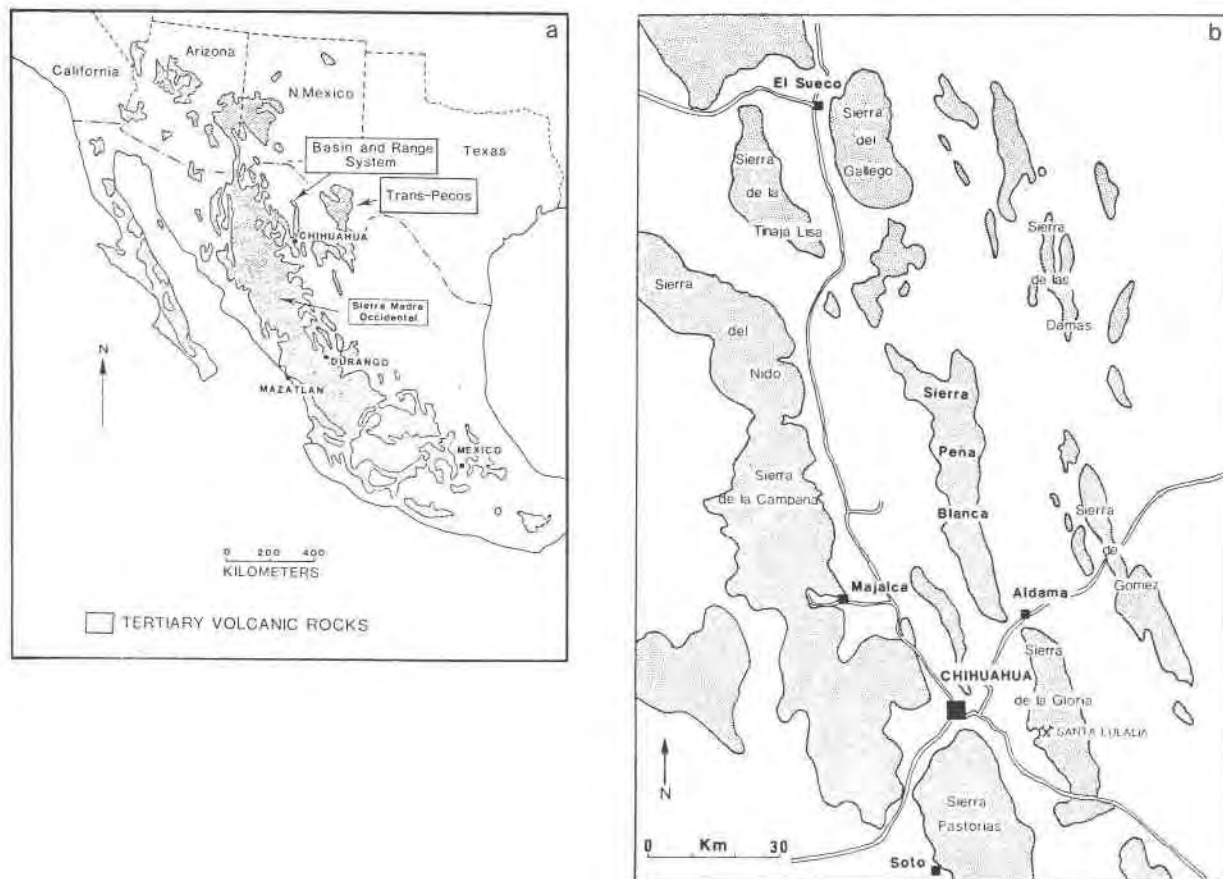 a
Arizona
California
N.Mexico
Basin and Range
System
Texas
Trans-Pecos
CHIHUAHUA
Sierra Madre
Occidental
N
DURANGO
MAZATLAN
MEXICO
0 200 400
KILOMETERS
TERTIARY VOLCANIC ROCKS
b
El Sueco
Sierra
del
Gallego
Sierra
de la
Tinaja Lisa
Sierra
de las
Damas
Sierra
del
Nido
Sierra
Peña
Blanca
Sierra
de la Campana
Sierra
de
Gomez
Majalca
Aldama
Sierra
de la Gloria
CHIHUAHUA
SANTA EULALIA
N
Sierra
Pastorias
0 Km 30
Soto